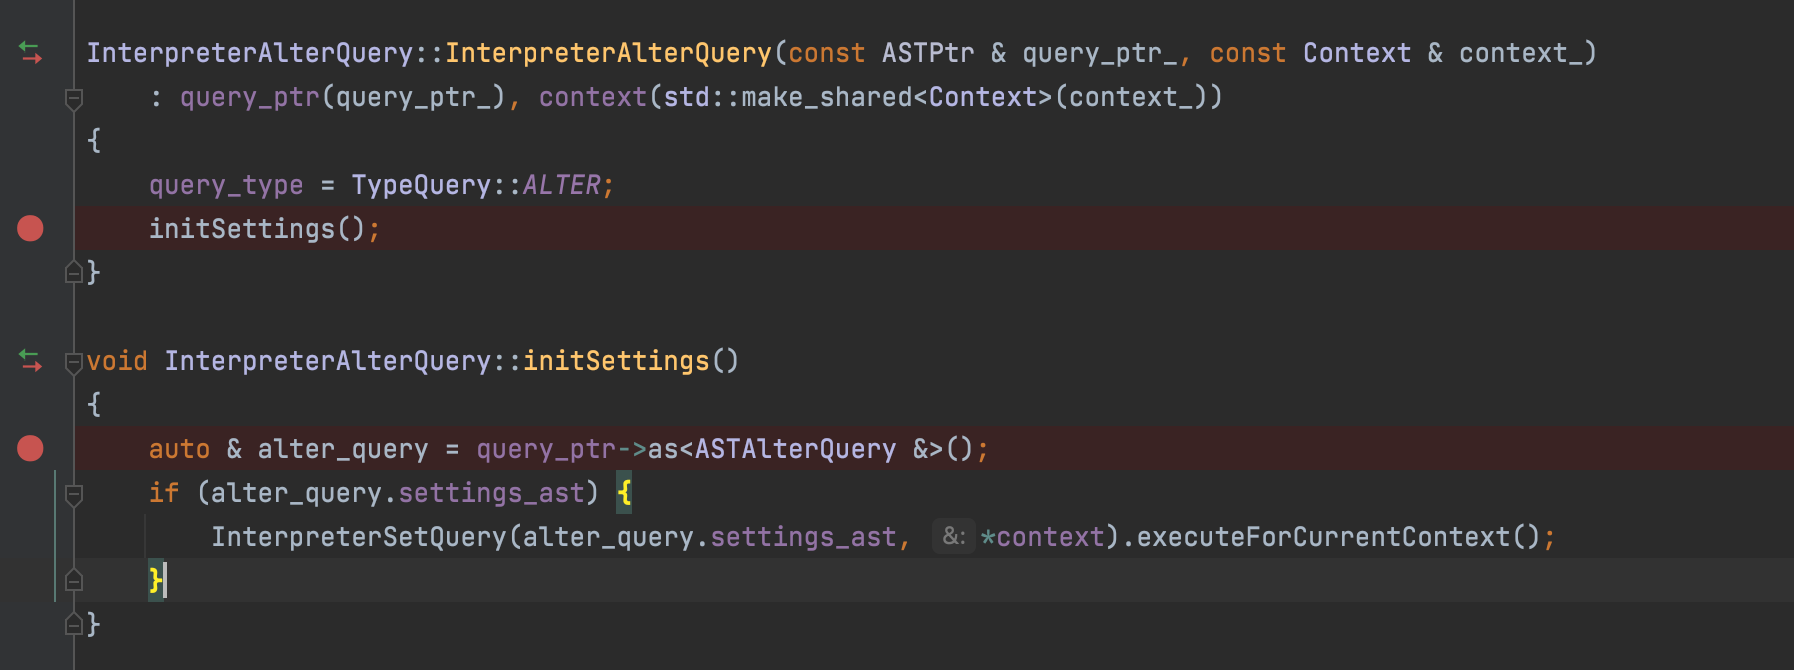 InterpreterAlterQuery::InterpreterAlterQuery(const ASTPtr & query_ptr_, const Context & context_)
    : query_ptr(query_ptr_), context(std::make_shared<Context>(context_))
{
    query_type = TypeQuery::ALTER;
    initSettings();
}

void InterpreterAlterQuery::initSettings()
{
    auto & alter_query = query_ptr->as<ASTAlterQuery &>();
    if (alter_query.settings_ast) {
        InterpreterSetQuery(alter_query.settings_ast, &: *context).executeForCurrentContext();
    }
}